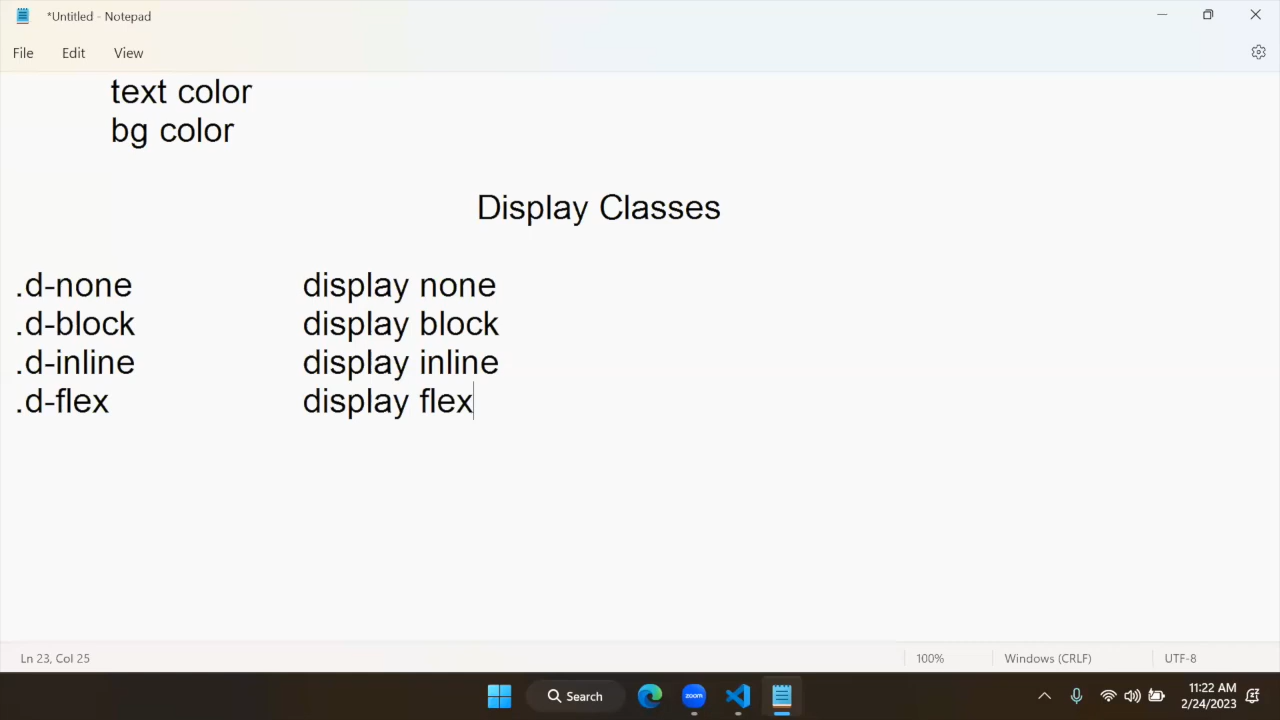 *Untitled - Notepad
File Edit View
text color
bg color
Display Classes
.d-none display none
.d-block display block
.d-inline display inline
.d-flex display flex
Ln 23, Col 25 100% Windows (CRLF) UTF-8
Search zoom 11:22 AM
2/24/2023